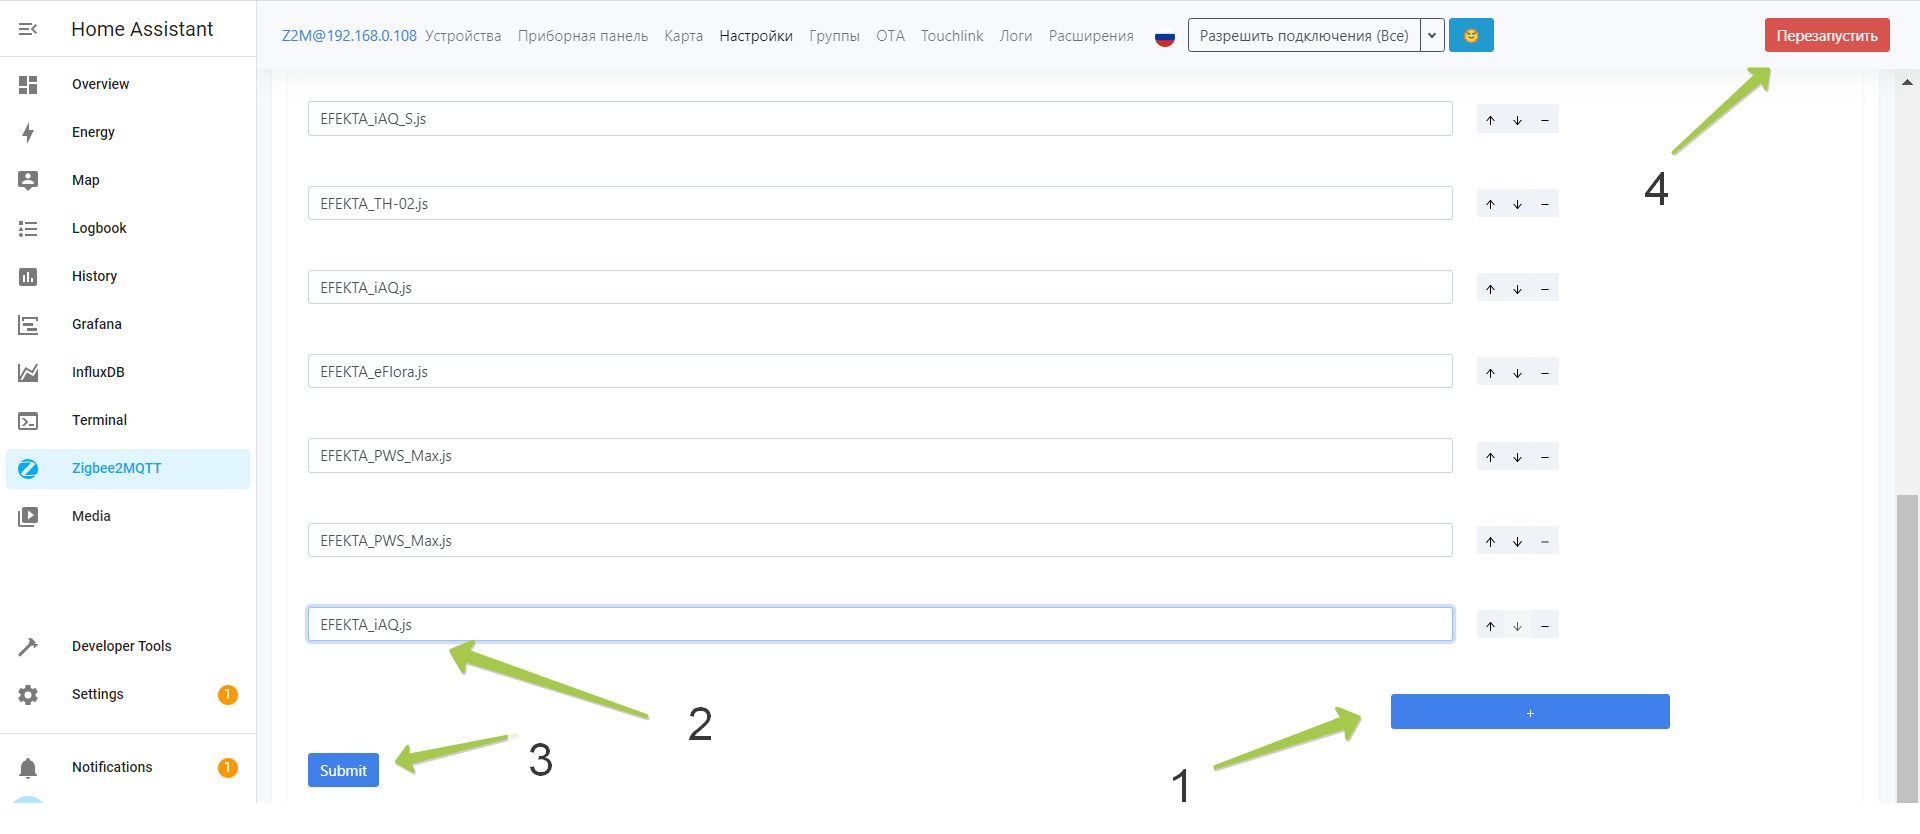 Home Assistant
Overview
Energy
Map
Logbook
History
Grafana
InfluxDB
Terminal
Zigbee2MQTT
Media
Developer Tools
Settings 1
Notifications 1
Z2M@192.168.0.108 Устройства Приборная панель Карта Настройки Группы OTA Touchlink Логи Расширения Разрешить подключения (Все) Перезапустить
EFEKTA_iAQ_S.js
4
EFEKTA_TH-02.js
EFEKTA_iAQ.js
EFEKTA_eFlora.js
EFEKTA_PWS_Max.js
EFEKTA_PWS_Max.js
EFEKTA_iAQ.js
2
+
3
Submit
1